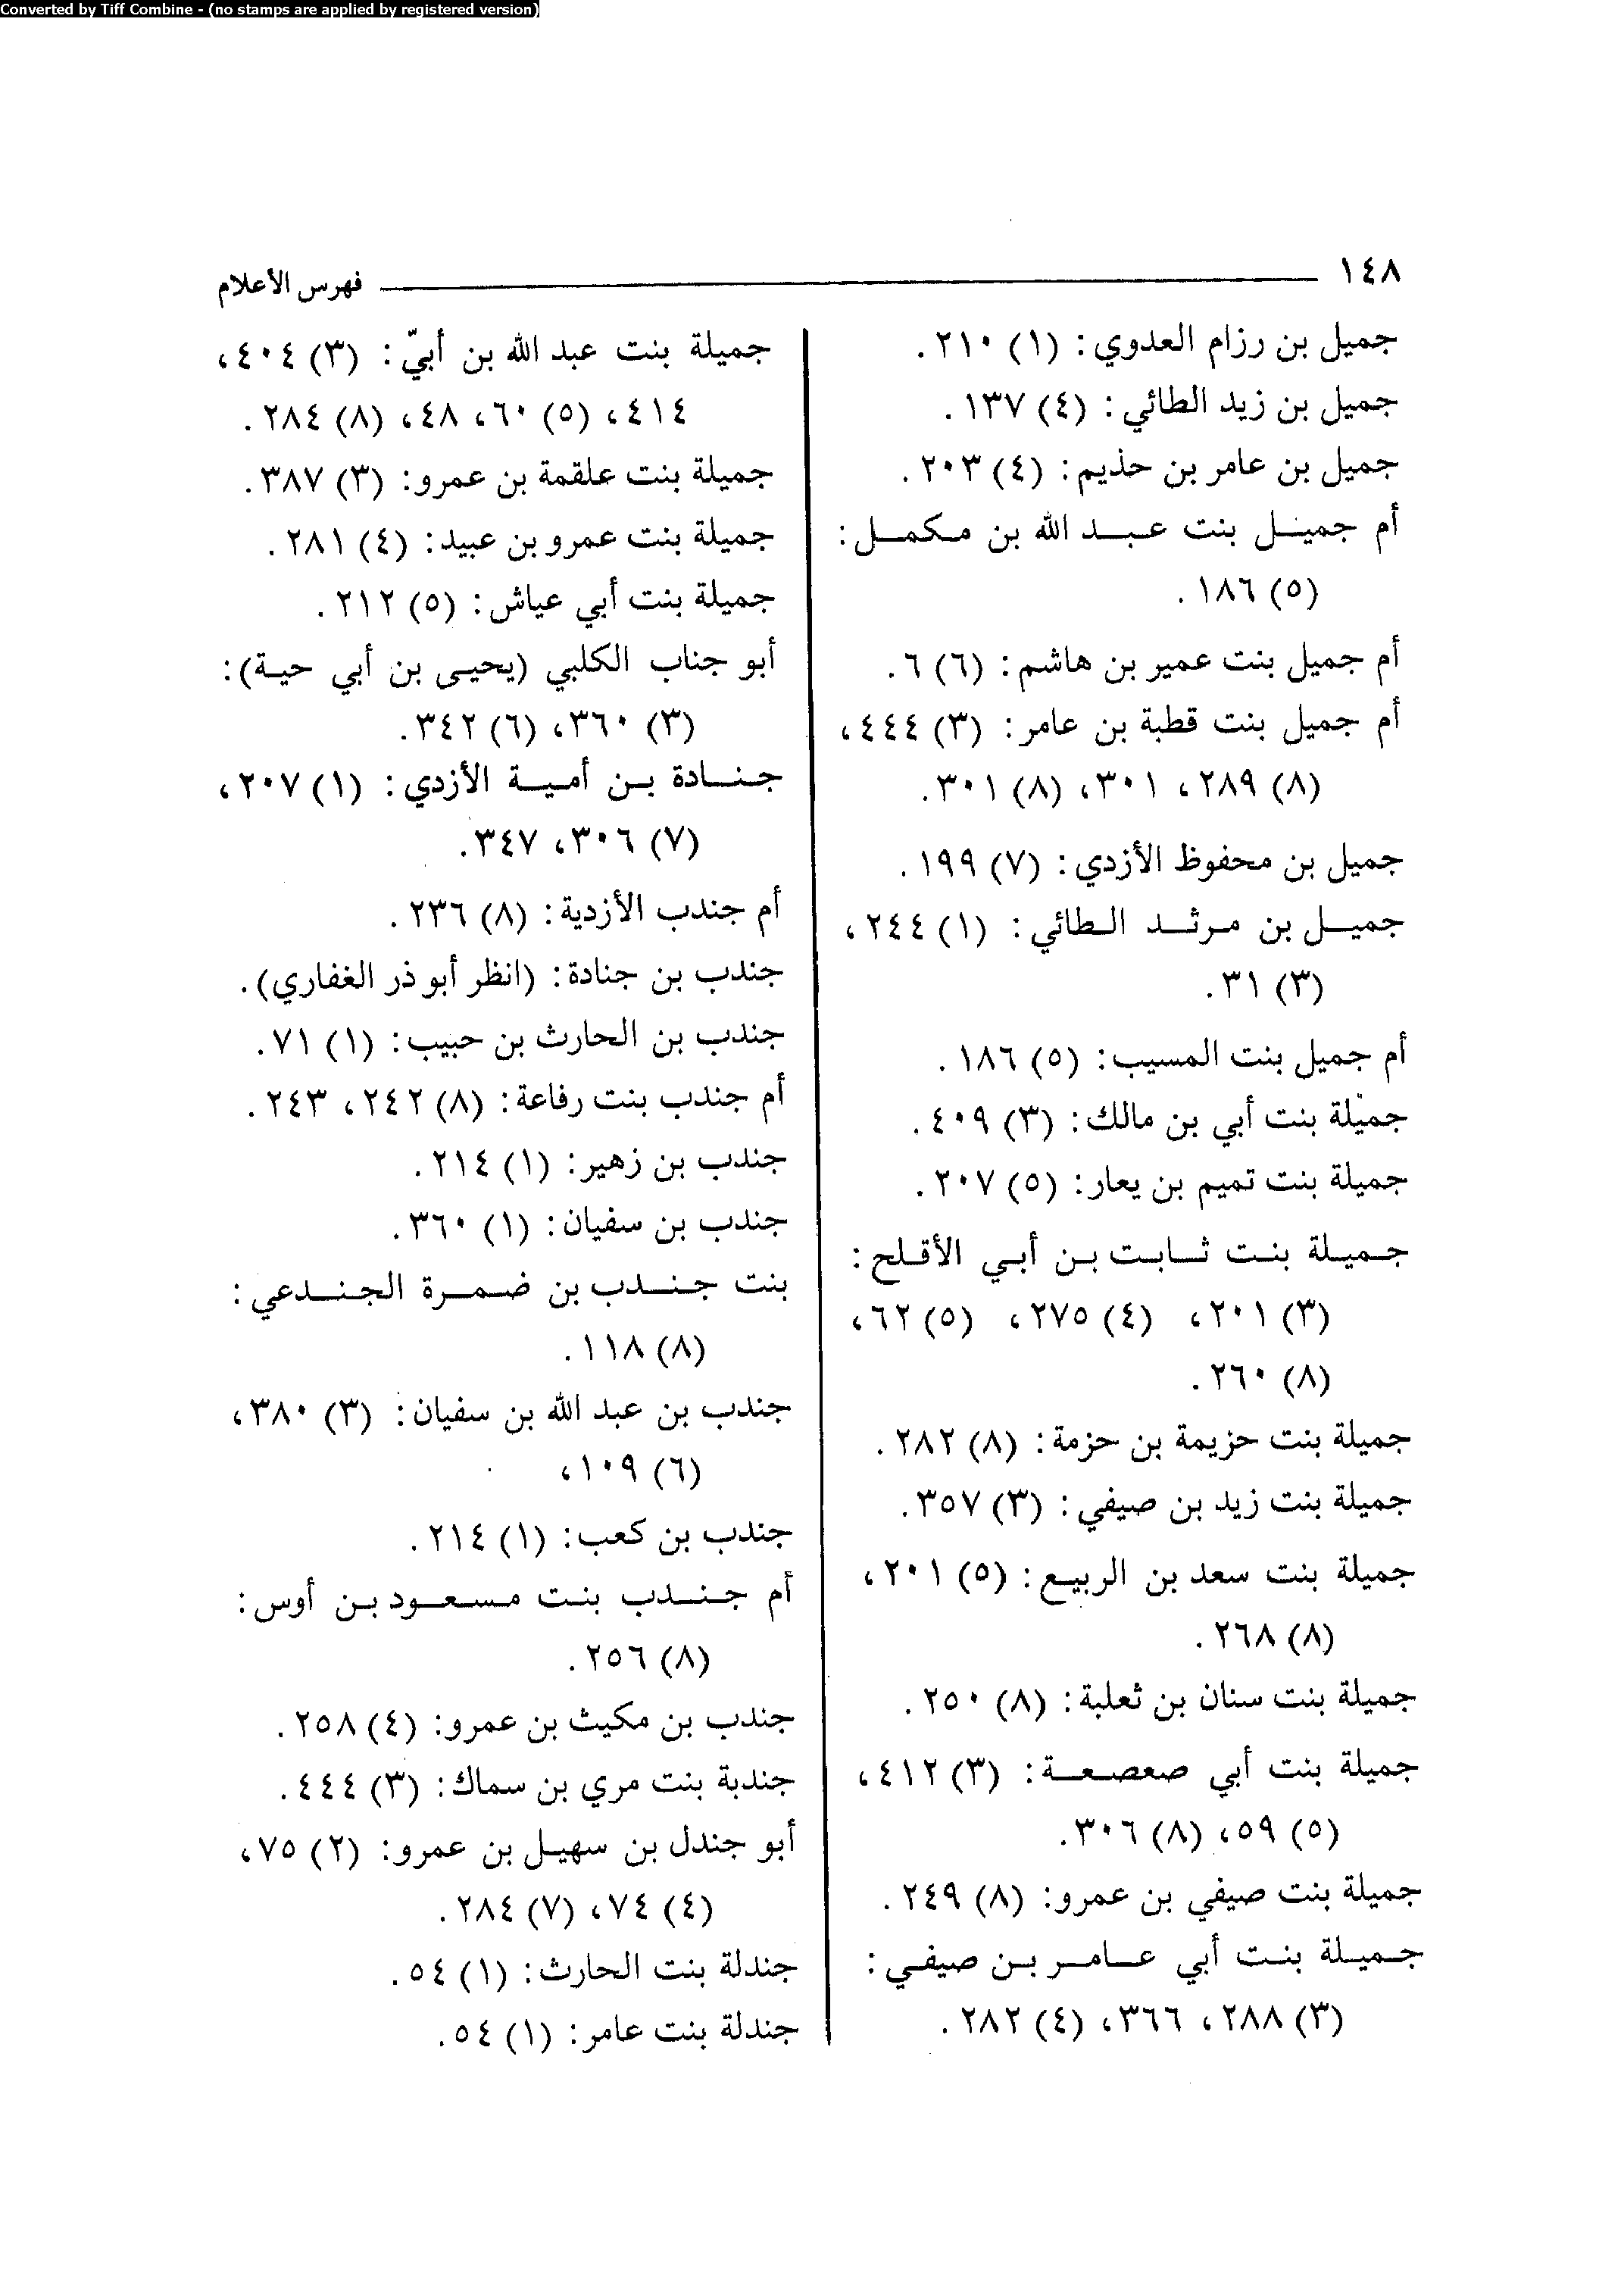 Converted by Tiff Combine - (no stamps are applied by registered version)
١٤٨
فهرس الأعلام
جميل بن رزام العدوي: (١) ٢١٠.
جميل بن زيد الطائي: (٤) ١٣٧.
جميل بن عامر بن حذيم: (٤) ٢٠٣.
أم جميل بنت عبد الله بن مكمل:
(٥) ١٨٦.
أم جميل بنت عمير بن هاشم: (٦) ٦.
أم جميل بنت قطبة بن عامر: (٣) ٤٤٤،
(٨) ٢٨٩، ٣٠١، (٨) ٣٠١.
جميل بن محفوظ الأزدي: (٧) ١٩٩.
جميل بن مرثد الطائي: (١) ٢٤٤،
(٣) ٣١.
أم جميل بنت المسيب: (٥) ١٨٦.
جميلة بنت أبي بن مالك: (٣) ٤٠٩.
جميلة بنت تميم بن يعار: (٥) ٢٠٧.
جميلة بنت ثابت بن أبي الأقلح:
(٣) ٢٠١، (٤) ٢٧٥، (٥) ٦٢،
(٨) ٢٦٠.
جميلة بنت حزيمة بن حزمة: (٨) ٢٨٢.
جميلة بنت زيد بن صيفي: (٣) ٣٥٧.
جميلة بنت سعد بن الربيع: (٥) ٢٠١،
(٨) ٢٦٨.
جميلة بنت سنان بن ثعلبة: (٨) ٢٥٠.
جميلة بنت أبي صعصعة: (٣) ٤١٢،
(٥) ٥٩، (٨) ٣٠٦.
جميلة بنت صيفي بن عمرو: (٨) ٢٤٩.
جميلة بنت أبي عامر بن صيفي:
(٣) ٢٨٨، ٣٦٦، (٤) ٢٨٢.
جميلة بنت عبد الله بن أبيّ: (٣) ٤٠٤،
٤١٤، (٥) ٦٠، ٤٨، (٨) ٢٨٤.
جميلة بنت علقمة بن عمرو: (٣) ٣٨٧.
جميلة بنت عمرو بن عبيد: (٤) ٢٨١.
جميلة بنت أبي عياش: (٥) ٢١٢.
أبو جناب الكلبي (يحيى بن أبي حية):
(٣) ٣٦٠، (٦) ٣٤٢.
جنادة بن أمية الأزدي: (١) ٢٠٧،
(٧) ٣٠٦، ٣٤٧.
أم جندب الأزدية: (٨) ٢٣٦.
جندب بن جنادة: (انظر أبو ذر الغفاري).
جندب بن الحارث بن حبيب: (١) ٧١.
أم جندب بنت رفاعة: (٨) ٢٤٢، ٢٤٣.
جندب بن زهير: (١) ٢١٤.
جندب بن سفيان: (١) ٣٦٠.
بنت جندب بن ضمرة الجندعي:
(٨) ١١٨.
جندب بن عبد الله بن سفيان: (٣) ٣٨٠،
(٦) ١٠٩،
جندب بن كعب: (١) ٢١٤.
أم جندب بنت مسعود بن أوس:
(٨) ٢٥٦.
جندب بن مكيث بن عمرو: (٤) ٢٥٨.
جندبة بنت مري بن سماك: (٣) ٤٤٤.
أبو جندل بن سهيل بن عمرو: (٢) ٧٥،
(٤) ٧٤، (٧) ٢٨٤.
جندلة بنت الحارث: (١) ٥٤.
جندلة بنت عامر: (١) ٥٤.